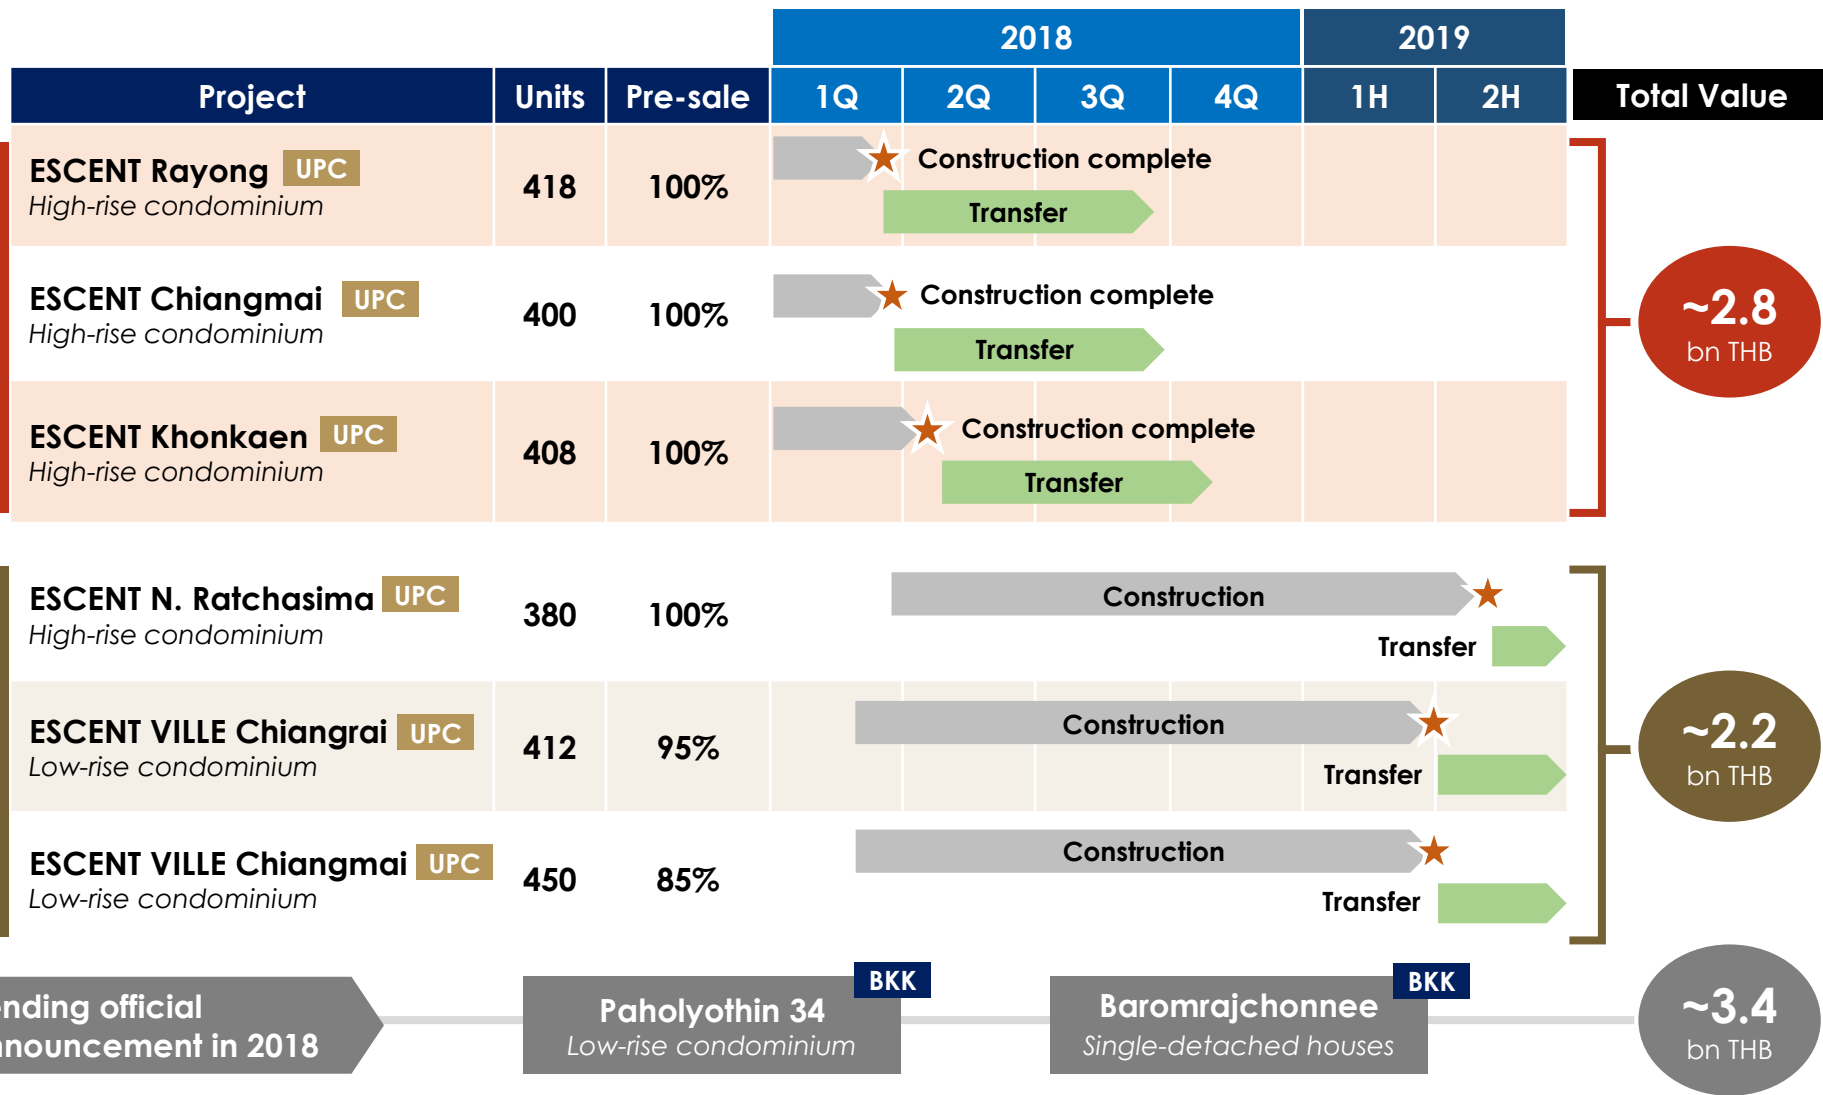 2018 2019
Project Units Pre-sale 1Q 2Q 3Q 4Q 1H 2H Total Value
ESCENT Rayong UPC
High-rise condominium
418 100%
Construction complete
Transfer
ESCENT Chiangmai UPC
High-rise condominium
400 100%
Construction complete
Transfer
ESCENT Khonkaen UPC
High-rise condominium
408 100%
Construction complete
Transfer
~2.8
bn THB
ESCENT N. Ratchasima UPC
High-rise condominium
380 100%
Construction
Transfer
ESCENT VILLE Chiangrai UPC
Low-rise condominium
412 95%
Construction
Transfer
ESCENT VILLE Chiangmai UPC
Low-rise condominium
450 85%
Construction
Transfer
~2.2
bn THB
official
in 2018
Paholyothin 34 BKK
Low-rise condominium
Baromrajchonnee BKK
Single-detached houses
~3.4
bn THB